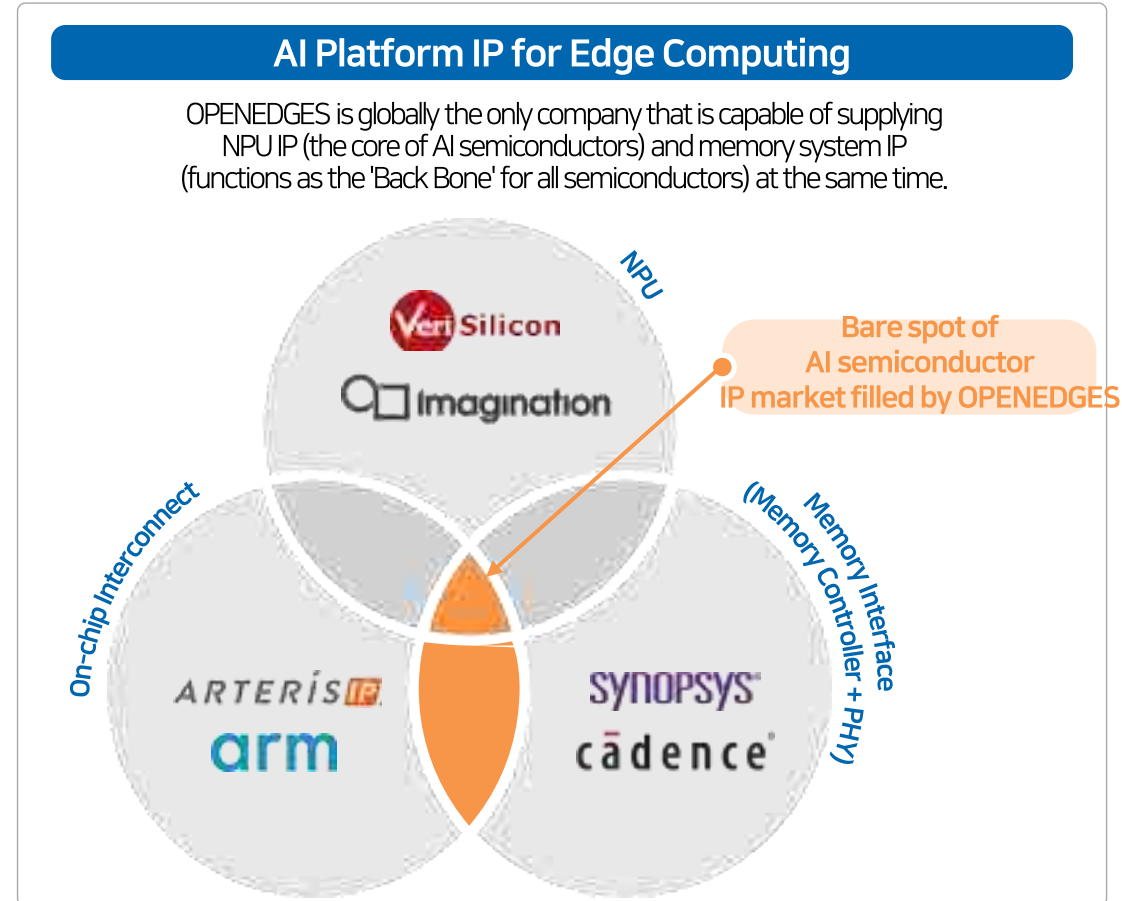 AI Platform IP for Edge Computing
OPENEDGES is globally the only company that is capable of supplying
NPU IP (the core of AI semiconductors) and memory system IP
(functions as the 'Back Bone' for all semiconductors) at the same time.
NPU
VeriSilicon
Imagination
Bare spot of
AI semiconductor
IP market filled by OPENEDGES
On-chip Interconnect
Memory Interface
(Memory Controller + PHY)
ARTERIS IP
arm
SYNOPSYS®
cādence®